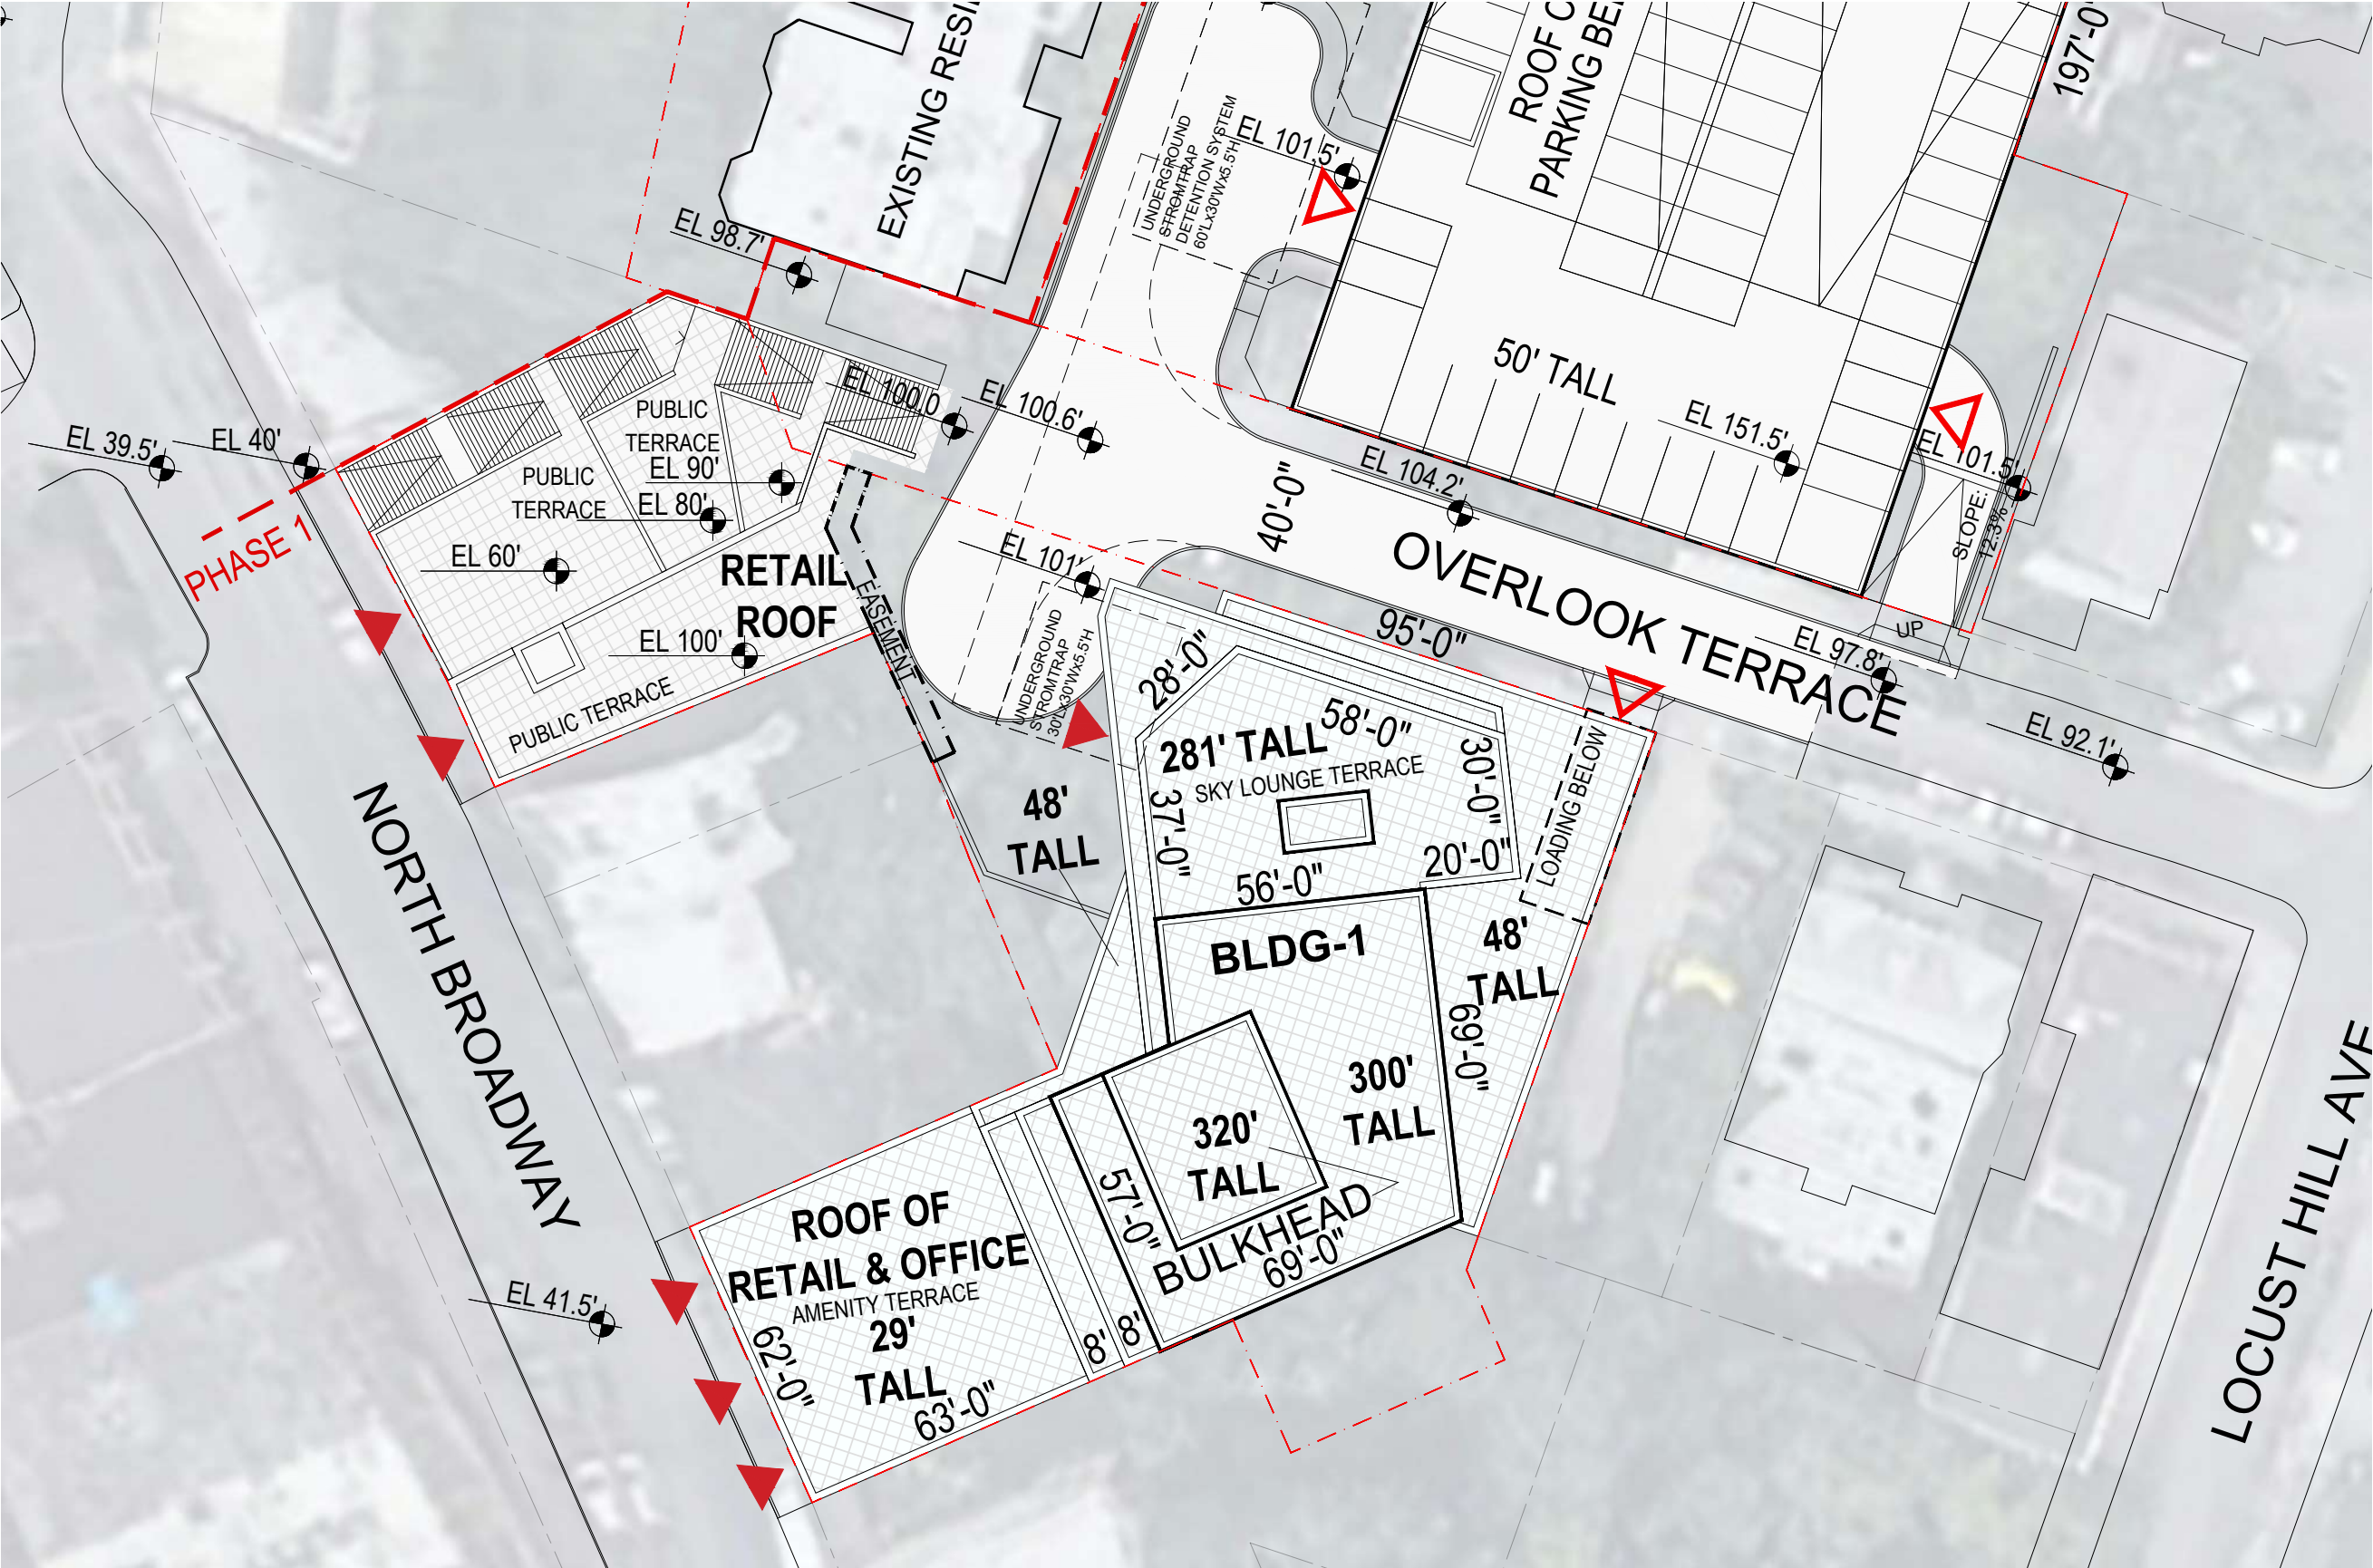 EXISTING RESI
ROOF O
PARKING BE
197'-0
UNDERGROUND
STROMTRAP
DETENTION SYSTEM
60'Lx30'Wx5.5'H
EL 101.5'
EL 98.7'
50' TALL
EL 151.5'
EL 101.5'
SLOPE:
12.3%
EL 39.5'
EL 40'
PHASE 1
PUBLIC
TERRACE
EL 90'
EL 80'
PUBLIC
TERRACE
EL 60'
EL 100.0
EL 100.6'
EL 104.2'
40'-0"
OVERLOOK TERRACE
RETAIL
ROOF
EL 100'
PUBLIC TERRACE
EASEMENT
EL 101'
UNDERGROUND
STROMTRAP
30'Lx30'Wx5.5'H
95'-0"
UP
EL 97.8'
EL 92.1'
28'-0"
58'-0"
281' TALL
SKY LOUNGE TERRACE
30'-0"
37'-0"
20'-0"
56'-0"
LOADING BELOW
48'
TALL
48'
TALL
BLDG-1
69'-0"
300'
TALL
320'
TALL
57'-0"
BULKHEAD
69'-0"
NORTH BROADWAY
EL 41.5'
ROOF OF
RETAIL & OFFICE
AMENITY TERRACE
29'
TALL
62'-0"
63'-0"
8'
8'
LOCUST HILL AVE